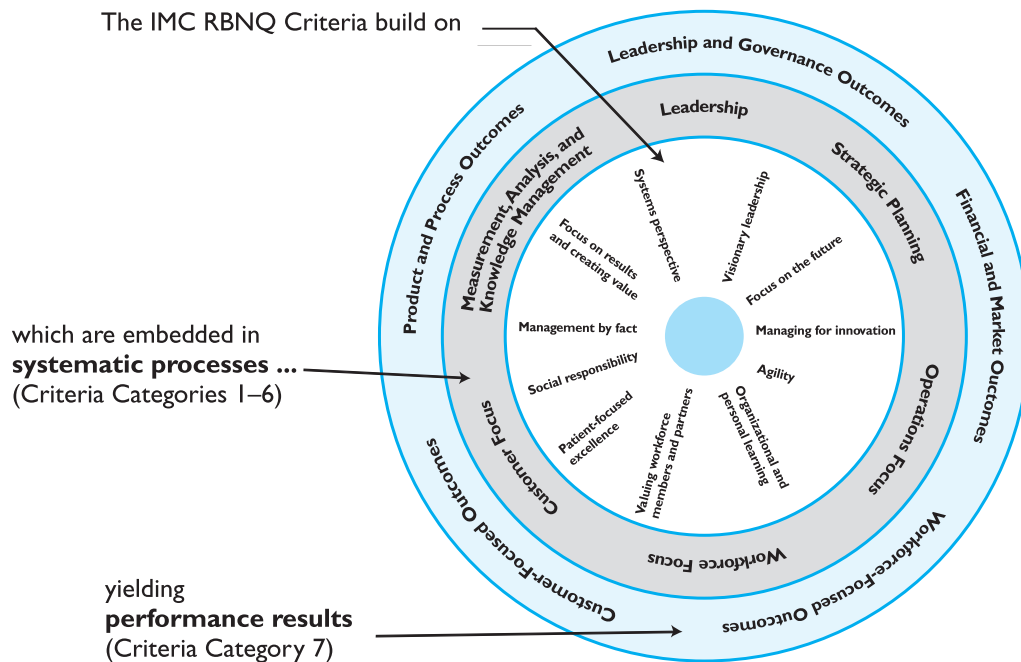 The IMC RBNQ Criteria build on
which are embedded in
systematic processes ...
(Criteria Categories 1–6)
yielding
performance results
(Criteria Category 7)
Leadership and Governance Outcomes
Financial and Market Outcomes
Workforce-Focused Outcomes
Customer-Focused Outcomes
Product and Process Outcomes
Leadership
Strategic Planning
Operations Focus
Workforce Focus
Customer Focus
Measurement, Analysis, and
Knowledge Management
Systems perspective
Visionary leadership
Focus on the future
Managing for innovation
Agility
Organizational and
personal learning
Valuing workforce
members and partners
Patient-focused
excellence
Social responsibility
Management by fact
Focus on results
and creating value